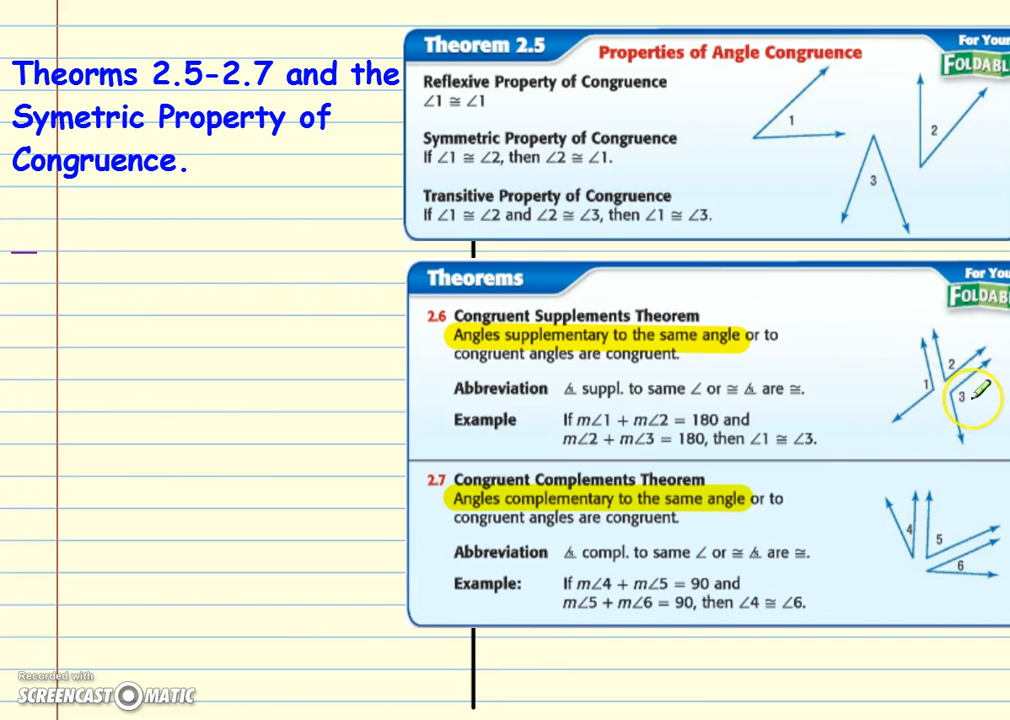 Theorms 2.5-2.7 and the
Symetric Property of
Congruence.
Theorem 2.5
Properties of Angle Congruence
For Your
FOLDABL
Reflexive Property of Congruence
∠1 ≅ ∠1
Symmetric Property of Congruence
If ∠1 ≅ ∠2, then ∠2 ≅ ∠1.
Transitive Property of Congruence
If ∠1 ≅ ∠2 and ∠2 ≅ ∠3, then ∠1 ≅ ∠3.
1
2
3
Theorems
For You
FOLDAB
2.6 Congruent Supplements Theorem
Angles supplementary to the same angle or to
congruent angles are congruent.
Abbreviation ∡ suppl. to same ∠ or ≅ ∡ are ≅.
Example If m∠1 + m∠2 = 180 and
m∠2 + m∠3 = 180, then ∠1 ≅ ∠3.
1
2
3
2.7 Congruent Complements Theorem
Angles complementary to the same angle or to
congruent angles are congruent.
Abbreviation ∡ compl. to same ∠ or ≅ ∡ are ≅.
Example: If m∠4 + m∠5 = 90 and
m∠5 + m∠6 = 90, then ∠4 ≅ ∠6.
4
5
6
Recorded with
SCREENCAST-O-MATIC